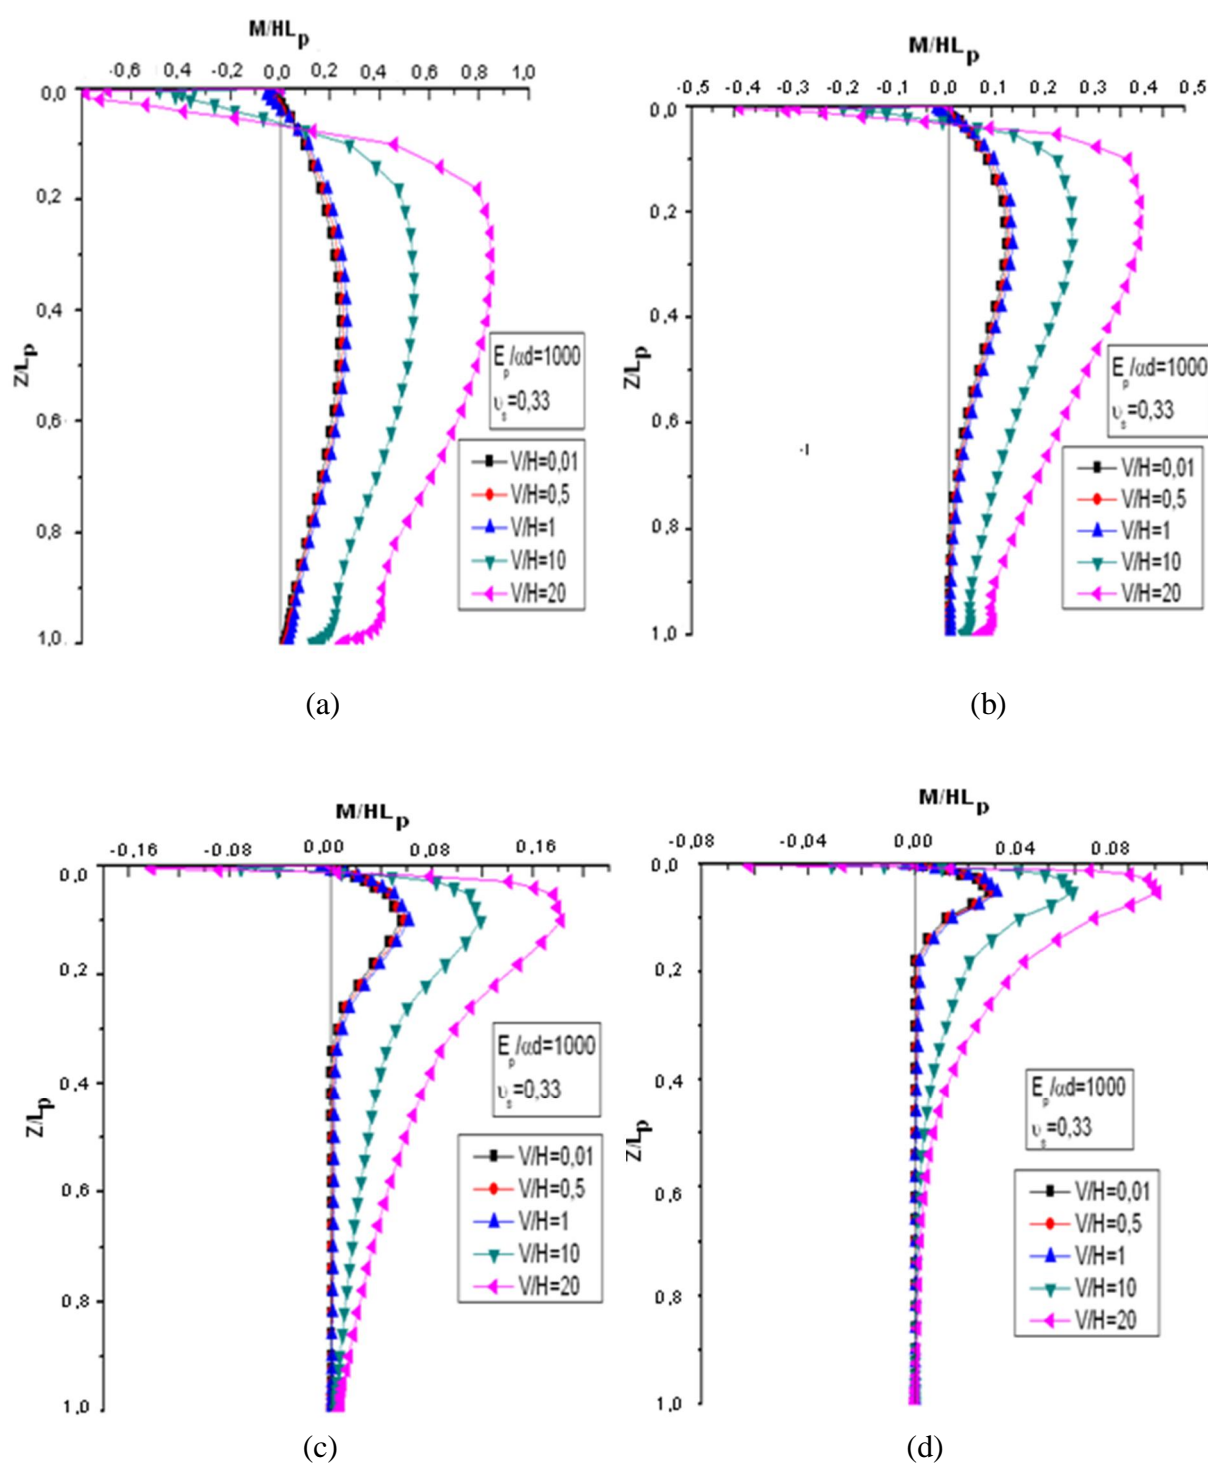 M/HLp
-0,6 -0,4 -0,2 0,0 0,2 0,4 0,6 0,8 1,0
0,0
0,2
0,4
0,6
0,8
1,0
Z/Lp
Ep/αd=1000
υs=0,33
V/H=0,01
V/H=0,5
V/H=1
V/H=10
V/H=20
(a)
M/HLp
-0,5 -0,4 -0,3 -0,2 -0,1 0,0 0,1 0,2 0,3 0,4 0,5
0,0
0,2
0,4
0,6
0,8
1,0
Z/Lp
-1
Ep/αd=1000
υs=0,33
V/H=0,01
V/H=0,5
V/H=1
V/H=10
V/H=20
(b)
M/HLp
-0,16 -0,08 0,00 0,08 0,16
0,0
0,2
0,4
0,6
0,8
1,0
Z/Lp
Ep/αd=1000
υs=0,33
V/H=0,01
V/H=0,5
V/H=1
V/H=10
V/H=20
(c)
M/HLp
-0,08 -0,04 0,00 0,04 0,08
0,0
0,2
0,4
0,6
0,8
1,0
Z/Lp
Ep/αd=1000
υs=0,33
V/H=0,01
V/H=0,5
V/H=1
V/H=10
V/H=20
(d)